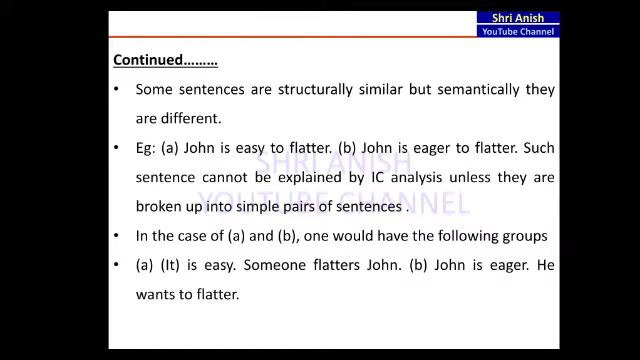 Shri Anish
YouTube Channel
Continued………
• Some sentences are structurally similar but semantically they
are different.
• Eg: (a) John is easy to flatter. (b) John is eager to flatter. Such
sentence cannot be explained by IC analysis unless they are
broken up into simple pairs of sentences .
• In the case of (a) and (b), one would have the following groups
• (a) (It) is easy. Someone flatters John. (b) John is eager. He
wants to flatter.
SHRI ANISH
YOUTUBE CHANNEL